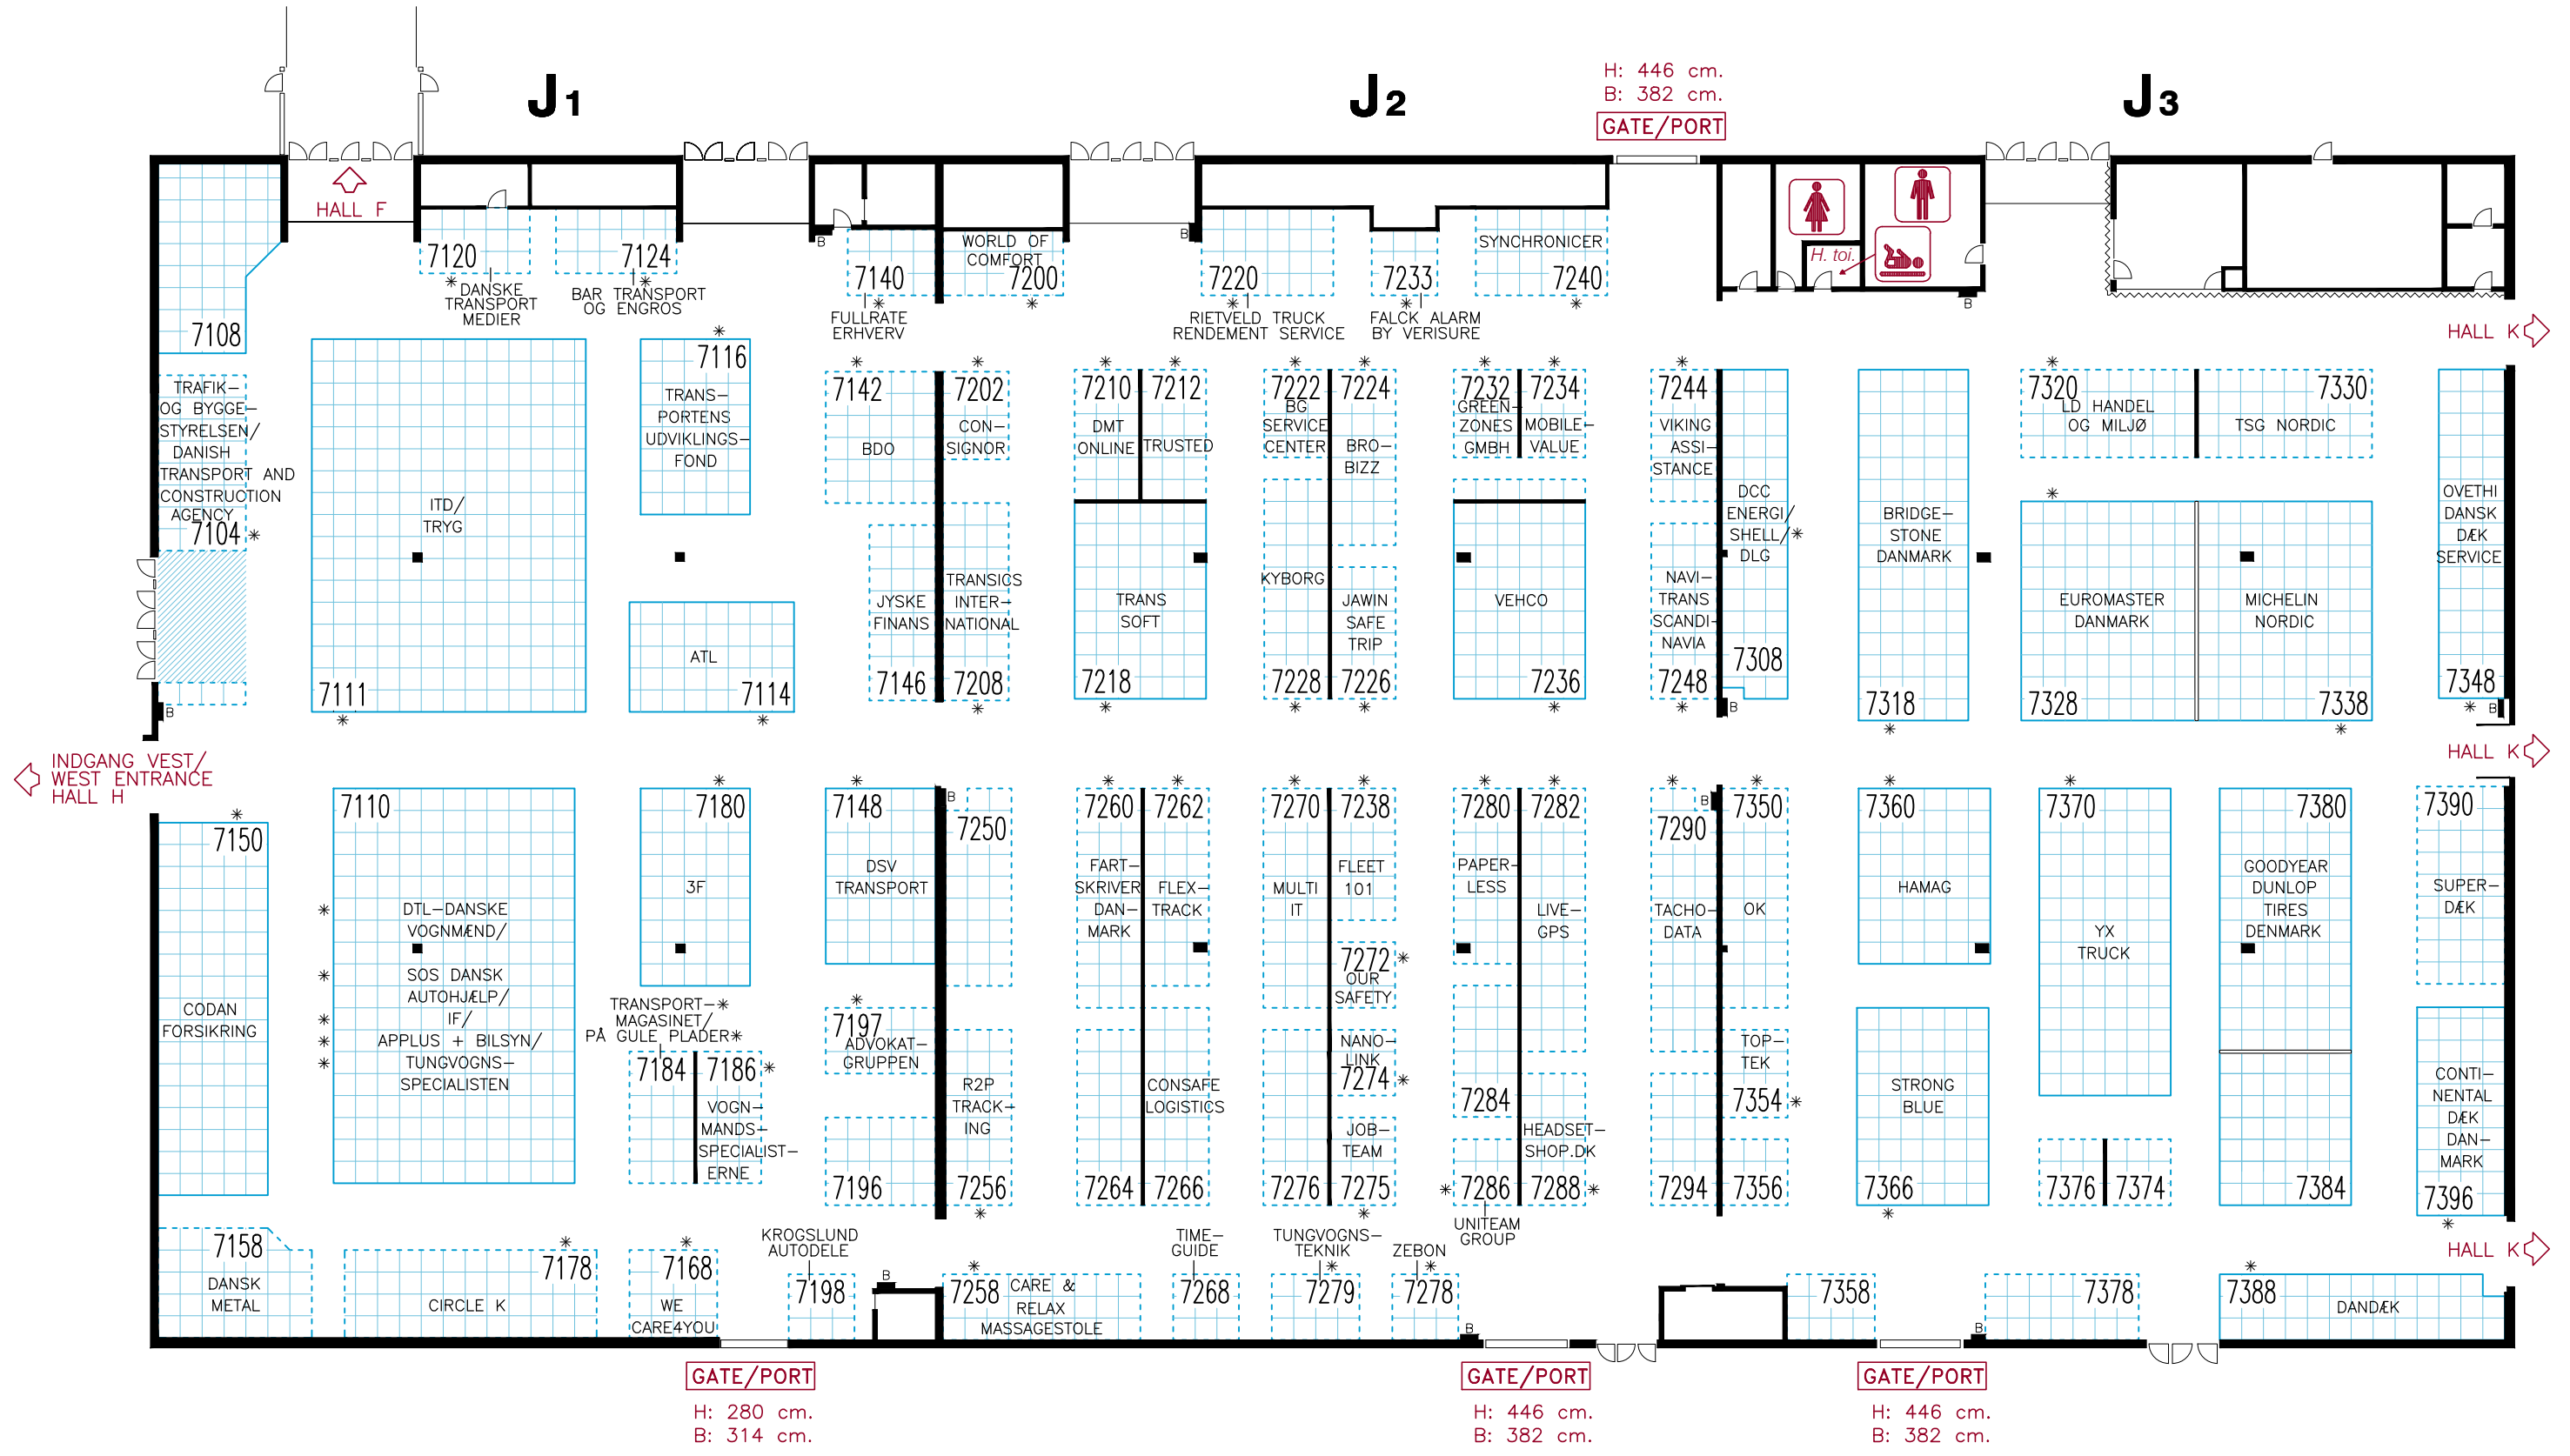 J1
J2
J3
H: 446 cm.
B: 382 cm.
GATE/PORT
HALL F
H. toi.
7120
*
DANSKE
TRANSPORT
MEDIER
7124
*
BAR TRANSPORT
OG ENGROS
B
7140
*
FULLRATE
ERHVERV
WORLD OF
COMFORT
7200
*
B
7220
*
RIETVELD TRUCK
RENDEMENT SERVICE
7233
*
FALCK ALARM
BY VERISURE
SYNCHRONICER
7240
*
B
HALL K
7108
TRAFIK-
OG BYGGE-
STYRELSEN/
DANISH
TRANSPORT AND
CONSTRUCTION
AGENCY
7104 *
B
ITD/
TRYG
7111
*
*
7116
TRANS-
PORTENS
UDVIKLINGS-
FOND
ATL
7114
*
*
7142
BDO
JYSKE
FINANS
7146
*
7202
CON-
SIGNOR
TRANSICS
INTER-
NATIONAL
7208
*
*
7210
DMT
ONLINE
*
7212
TRUSTED
TRANS
SOFT
7218
*
*
7222
BG
SERVICE
CENTER
KYBORG
7228
*
*
7224
BRO-
BIZZ
JAWIN
SAFE
TRIP
7226
*
*
7232
GREEN-
ZONES
GMBH
*
7234
MOBILE-
VALUE
VEHCO
7236
*
*
7244
VIKING
ASSI-
STANCE
NAVI-
TRANS
SCANDI-
NAVIA
7248
*
DCC
ENERGI/
SHELL/*
DLG
7308
B
BRIDGE-
STONE
DANMARK
7318
*
*
7320
LD HANDEL
OG MILJØ
7330
TSG NORDIC
*
EUROMASTER
DANMARK
7328
MICHELIN
NORDIC
7338
*
OVETHI
DANSK
DÆK
SERVICE
7348
*
B
HALL K
INDGANG VEST/
WEST ENTRANCE
HALL H
*
7150
CODAN
FORSIKRING
7110
* DTL-DANSKE
VOGNMÆND/
* SOS DANSK
AUTOHJÆLP/
* IF/
* APPLUS + BILSYN/
* TUNGVOGNS-
SPECIALISTEN
*
7180
3F
TRANSPORT-*
MAGASINET/
PÅ GULE PLADER*
7184
7186 *
VOGN-
MANDS-
SPECIALIST-
ERNE
*
7148
DSV
TRANSPORT
*
7197
ADVOKAT-
GRUPPEN
7196
B
7250
R2P
TRACK-
ING
7256
*
*
7260
FART-
SKRIVER
DAN-
MARK
7264
*
7262
FLEX-
TRACK
CONSAFE
LOGISTICS
7266
*
7270
MULTI
IT
7276
*
7238
FLEET
101
7272 *
OUR
SAFETY
NANO-
LINK
7274 *
JOB-
TEAM
7275
*
*
7280
PAPER-
LESS
7284
* 7286
UNITEAM
GROUP
*
7282
LIVE-
GPS
HEADSET-
SHOP.DK
7288 *
*
B
7290
TACHO-
DATA
7294
*
7350
OK
TOP-
TEK
7354 *
7356
*
7360
HAMAG
STRONG
BLUE
7366
*
*
7370
YX
TRUCK
7376
7374
7380
GOODYEAR
DUNLOP
TIRES
DENMARK
7384
7390
SUPER-
DÆK
CONTI-
NENTAL
DÆK
DAN-
MARK
7396
*
HALL K
7158
DANSK
METAL
*
7178
CIRCLE K
*
7168
WE
CARE4YOU
KROGSLUND
AUTODELE
7198
B
*
7258
CARE &
RELAX
MASSAGESTOLE
TIME-
GUIDE
7268
TUNGVOGNS-
TEKNIK
*
7279
ZEBON
*
7278
B
7358
B
7378
*
7388
DANDÆK
GATE/PORT
H: 280 cm.
B: 314 cm.
GATE/PORT
H: 446 cm.
B: 382 cm.
GATE/PORT
H: 446 cm.
B: 382 cm.